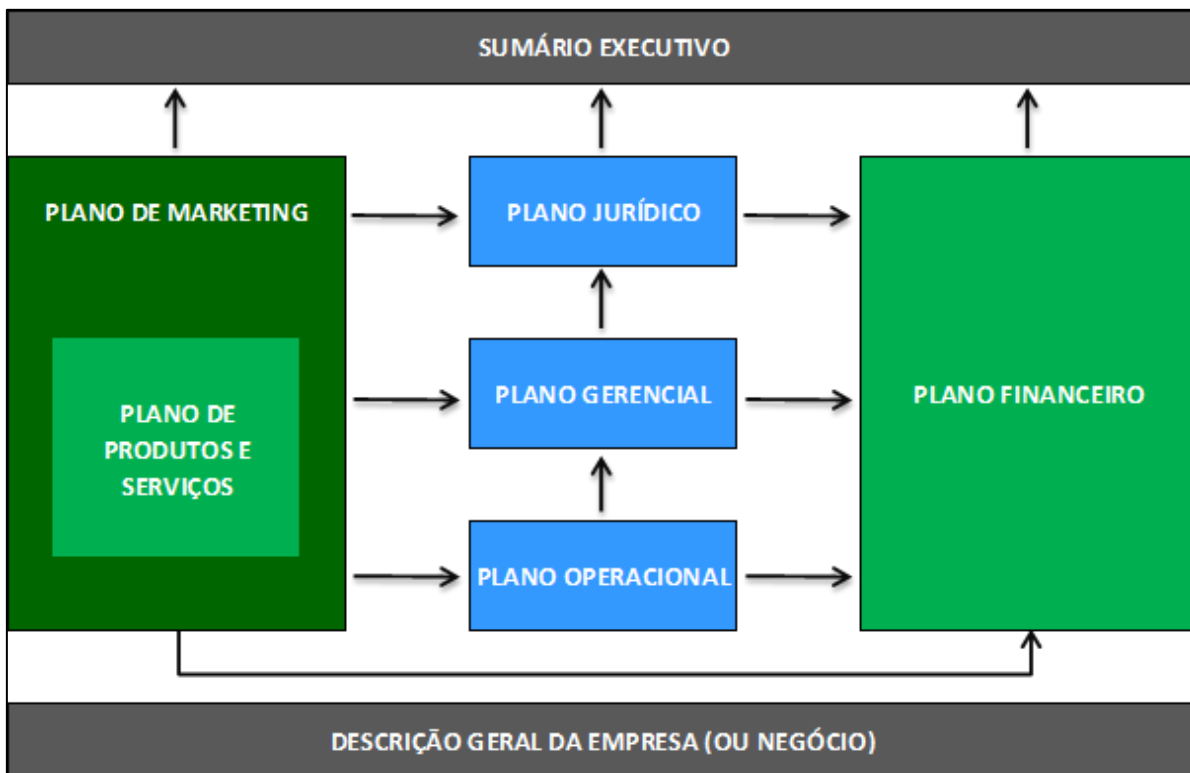 SUMÁRIO EXECUTIVO
PLANO DE MARKETING
PLANO DE
PRODUTOS E
SERVIÇOS
PLANO JURÍDICO
PLANO GERENCIAL
PLANO OPERACIONAL
PLANO FINANCEIRO
DESCRIÇÃO GERAL DA EMPRESA (OU NEGÓCIO)